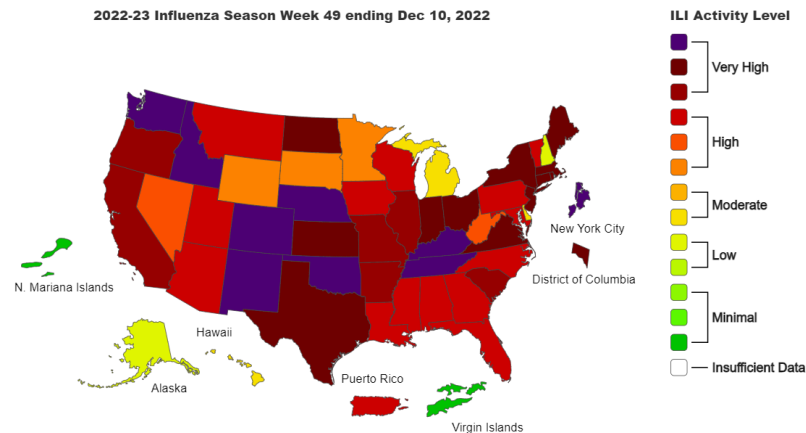 2022-23 Influenza Season Week 49 ending Dec 10, 2022
ILI Activity Level
Very High
High
Moderate
Low
Minimal
Insufficient Data
New York City
District of Columbia
N. Mariana Islands
Hawaii
Alaska
Puerto Rico
Virgin Islands